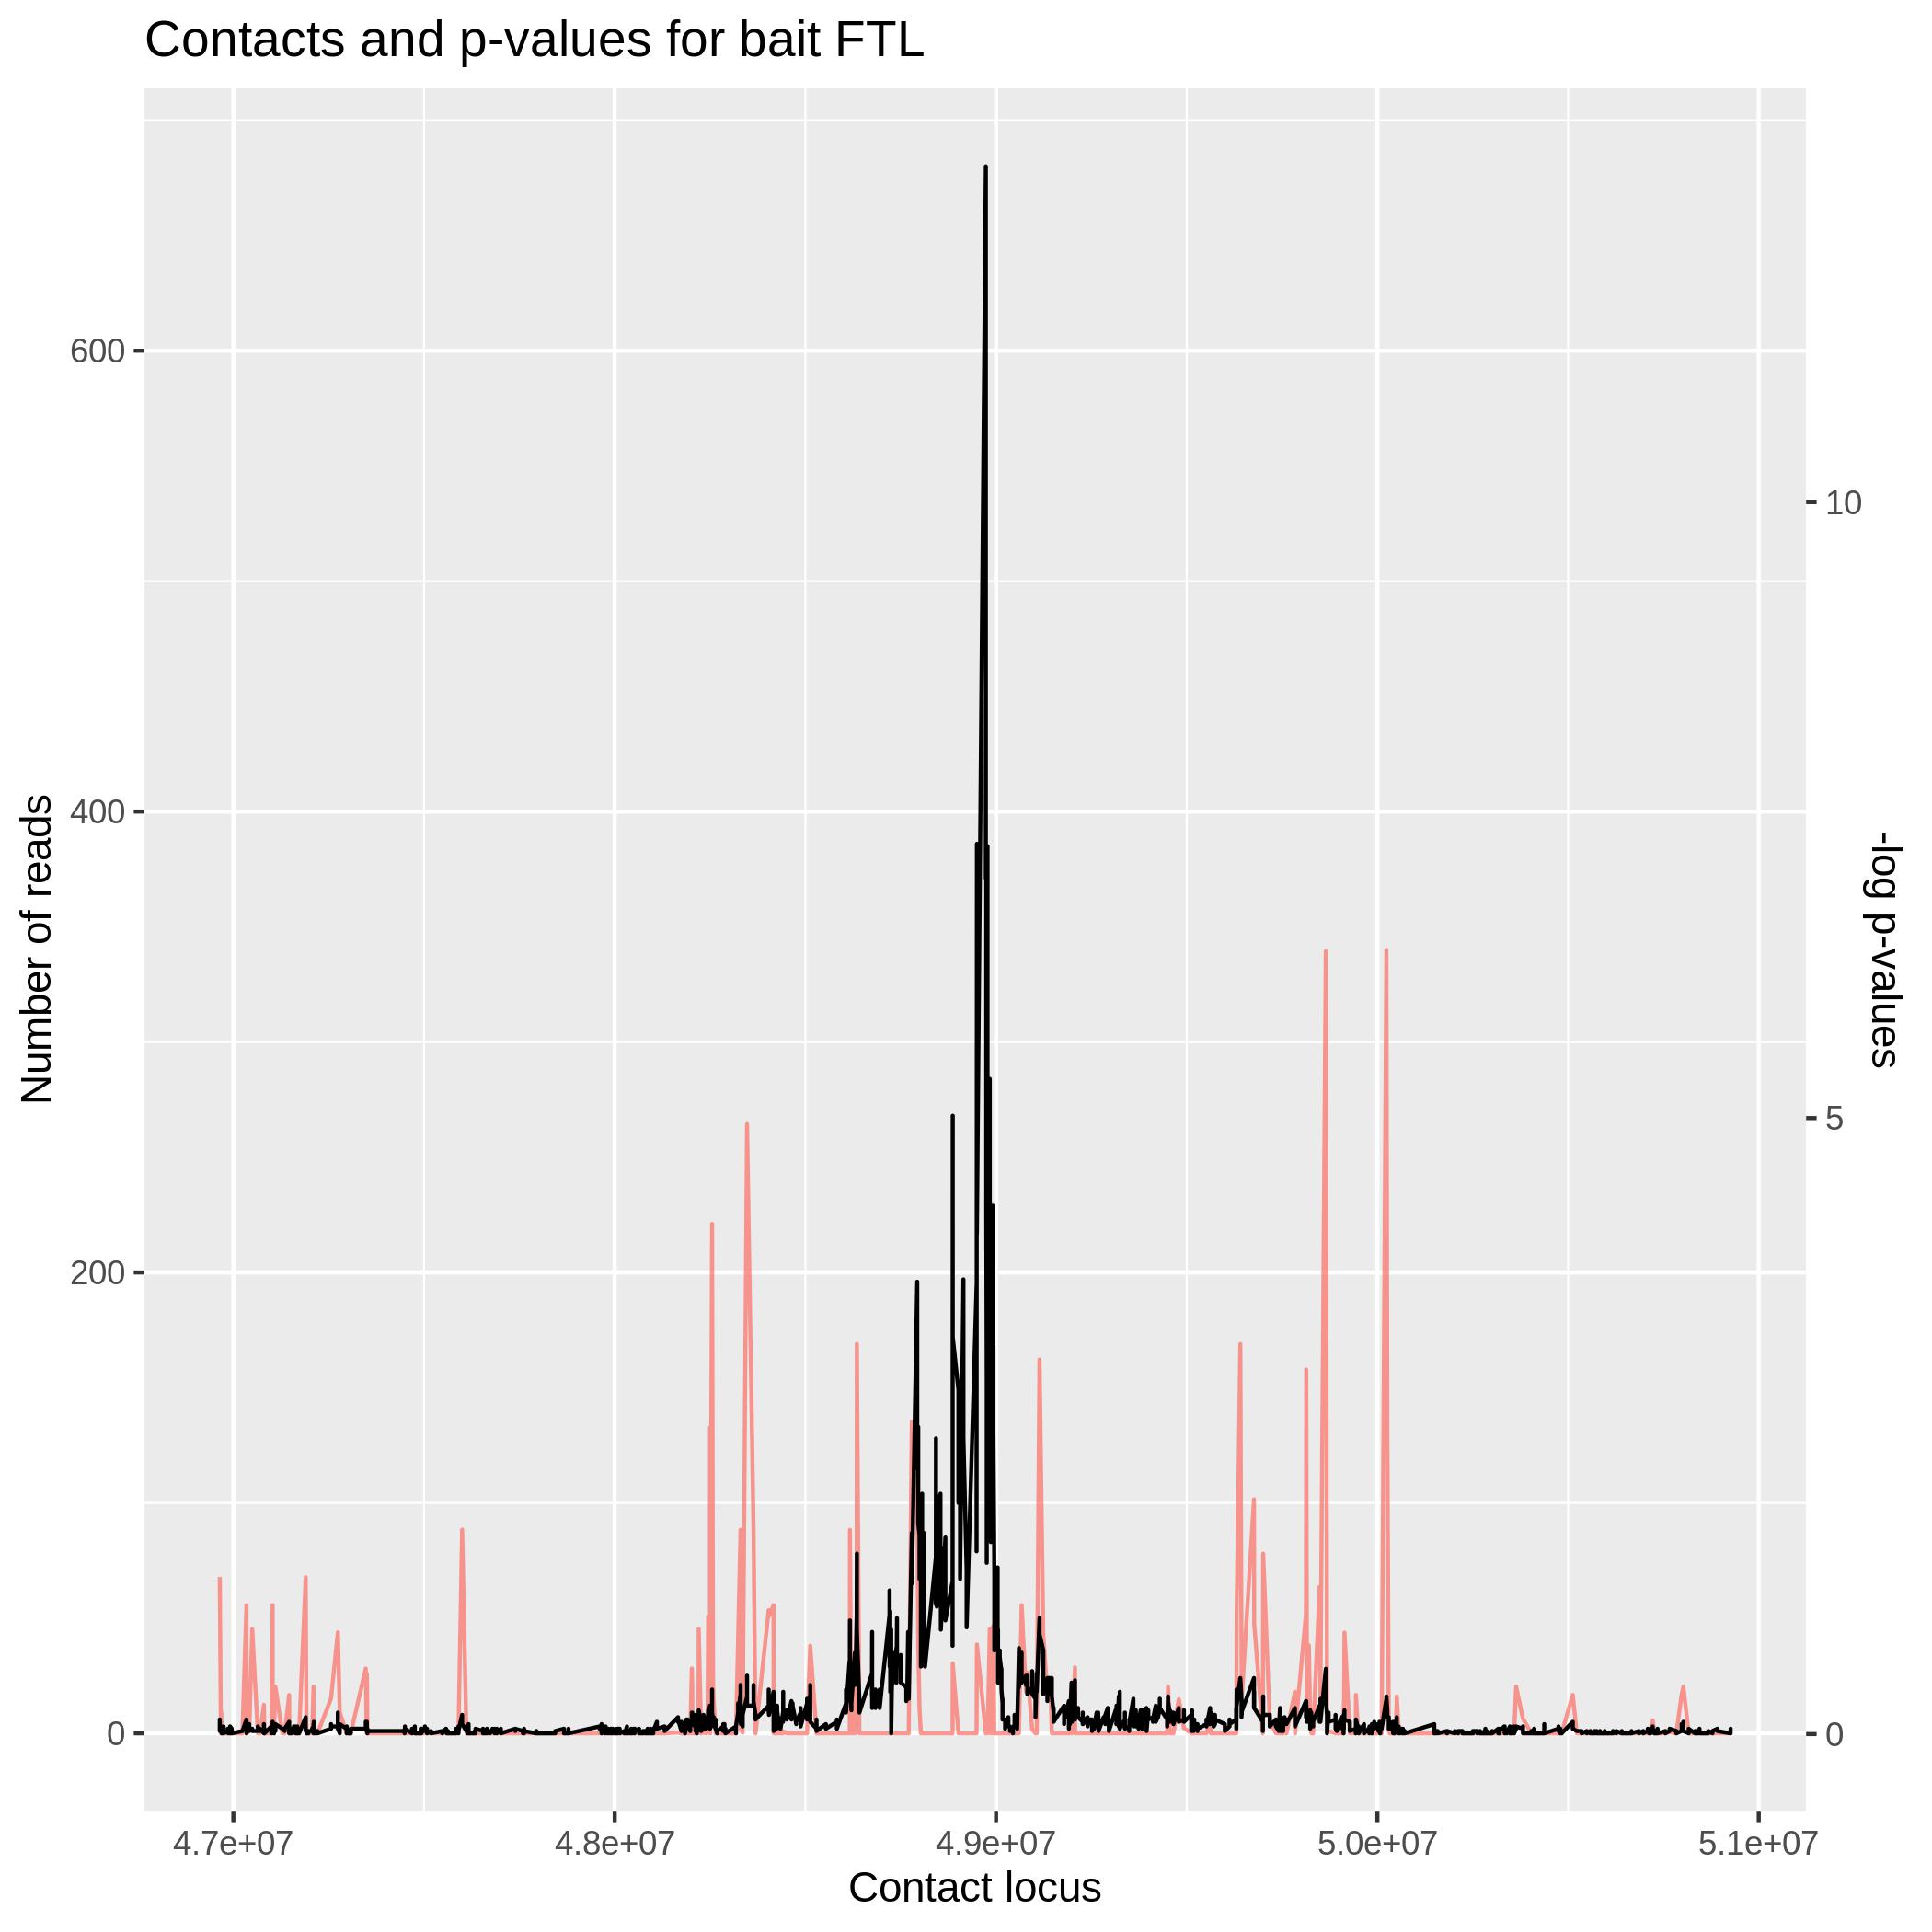 Contacts and p-values for bait FTL
600
400
200
0
10
5
0
Number of reads
-log p-values
4.7e+07
4.8e+07
4.9e+07
5.0e+07
5.1e+07
Contact locus